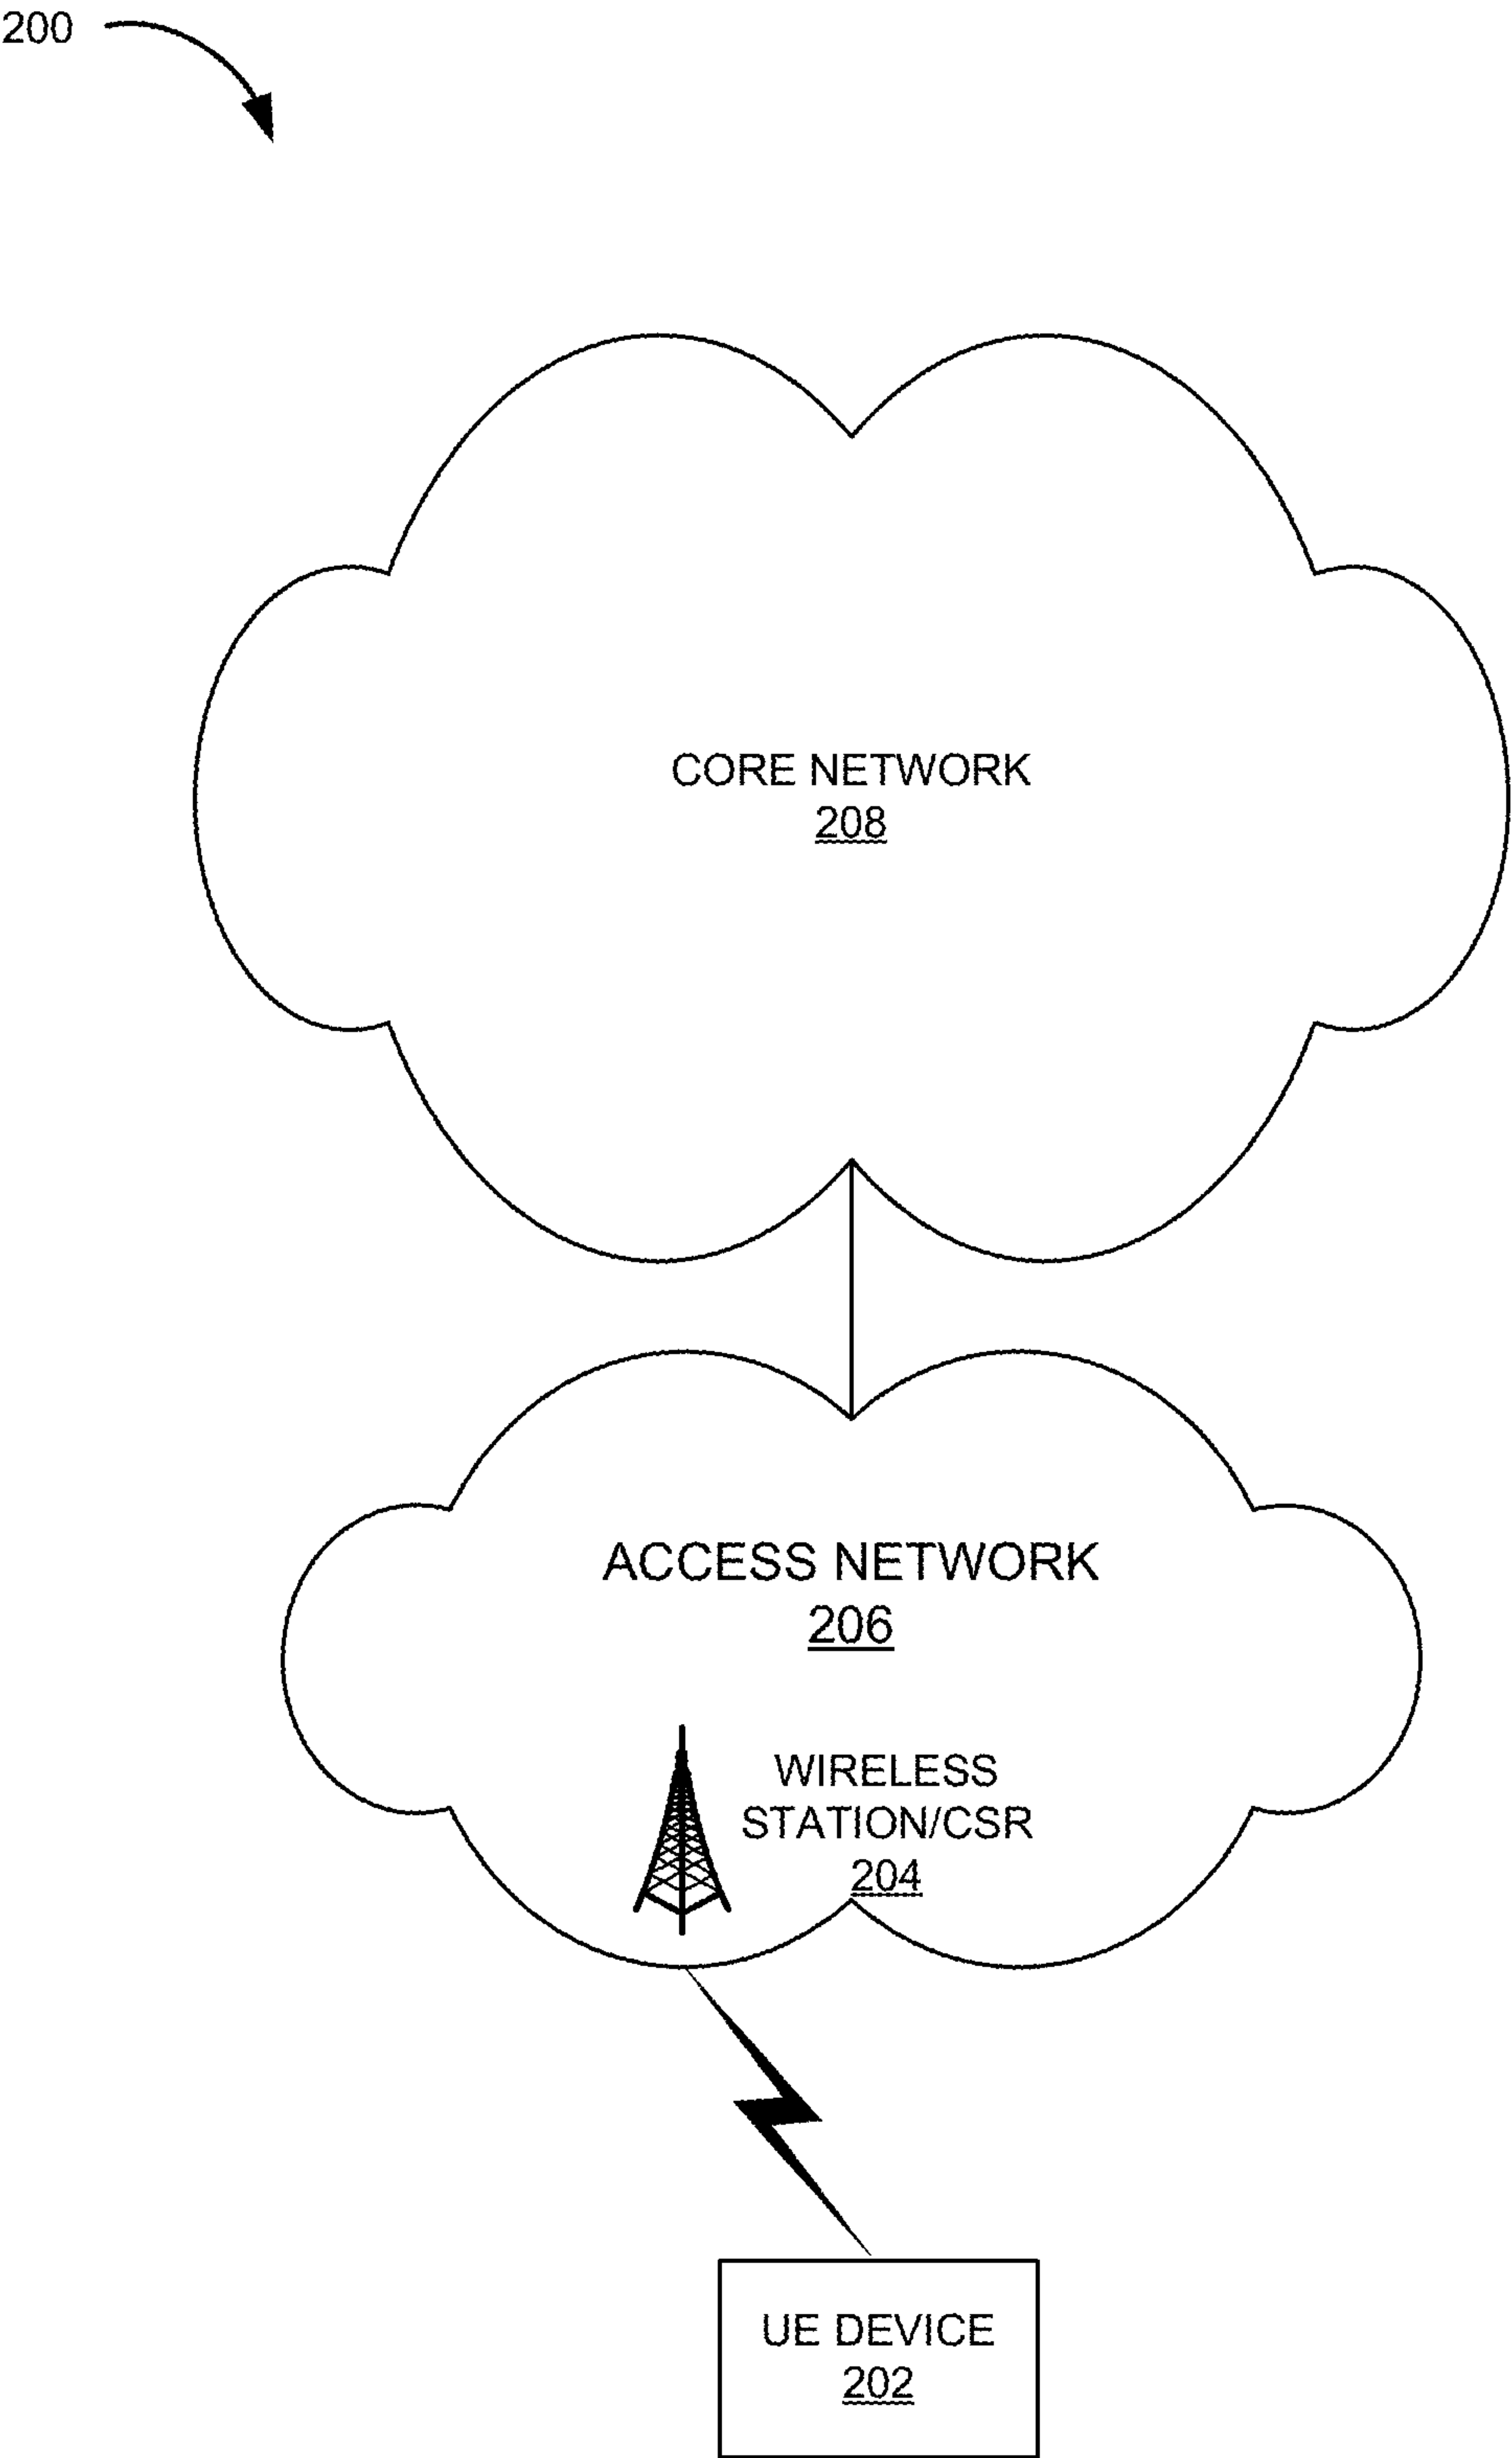 200
CORE NETWORK
208
ACCESS NETWORK
206
WIRELESS
STATION/CSR
204
UE DEVICE
202